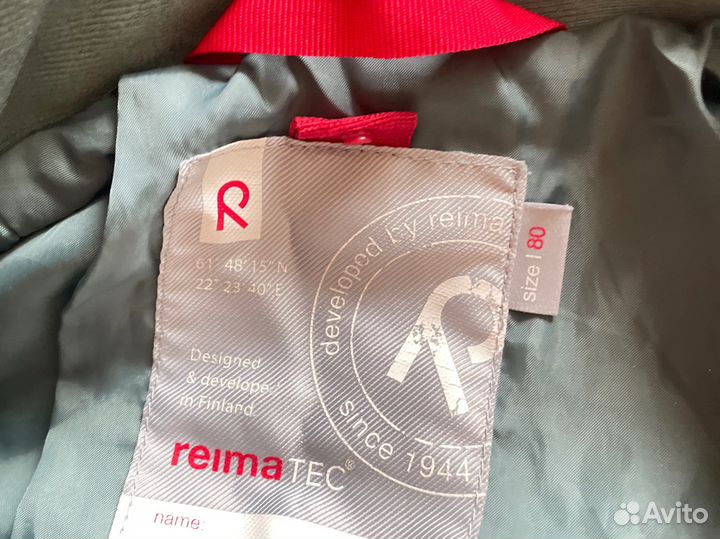 61° 48' 15" N
22° 23' 40" E
developed by reima
since 1944
size | 80
Designed
& develope
in Finland.
reimaTEC®
name:
Avito